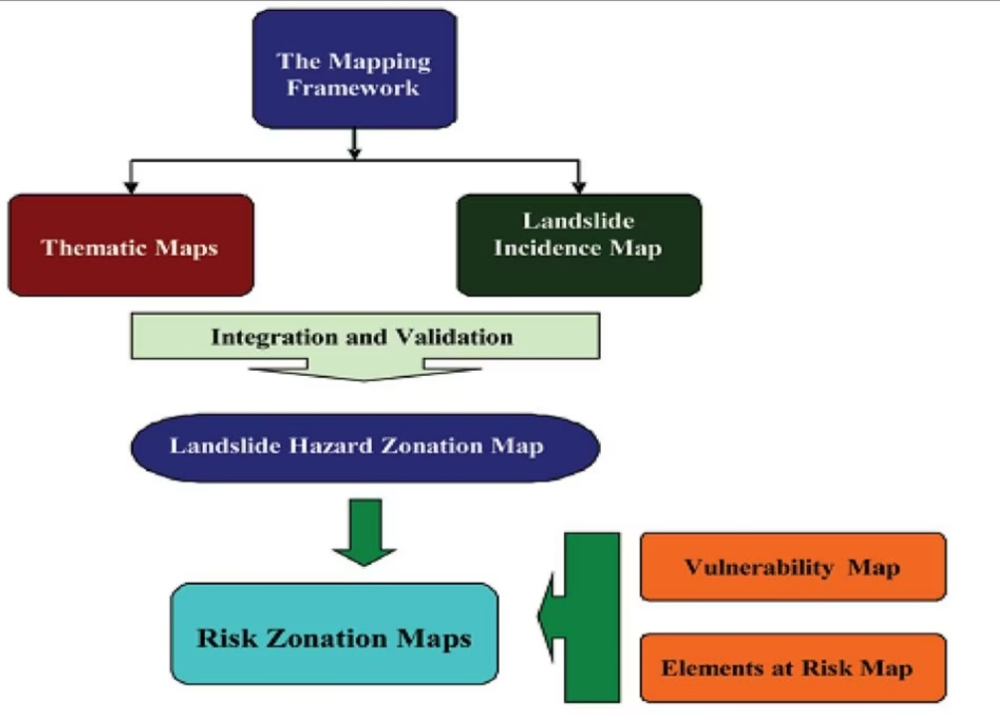 The Mapping
Framework
Thematic Maps
Landslide
Incidence Map
Integration and Validation
Landslide Hazard Zonation Map
Risk Zonation Maps
Vulnerability Map
Elements at Risk Map